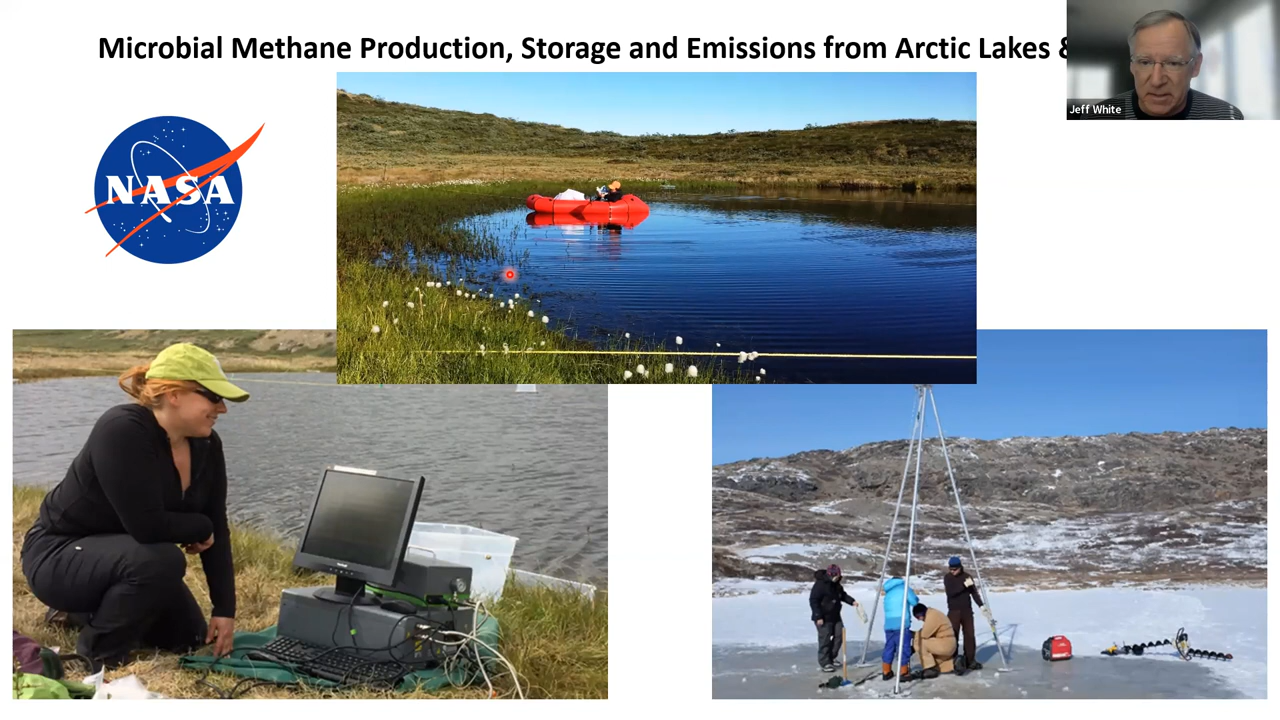 Microbial Methane Production, Storage and Emissions from Arctic Lakes &
Jeff White
NASA